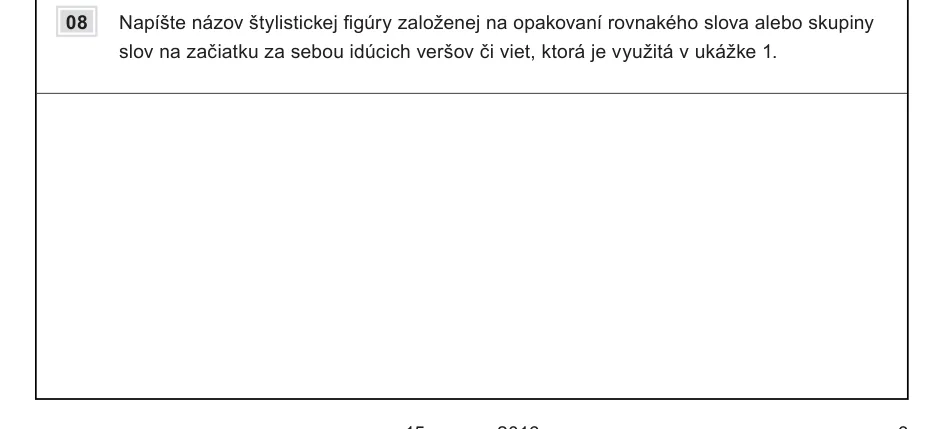 08 Napíšte názov štylistickej figúry založenej na opakovaní rovnakého slova alebo skupiny
slov na začiatku za sebou idúcich veršov či viet, ktorá je využitá v ukážke 1.